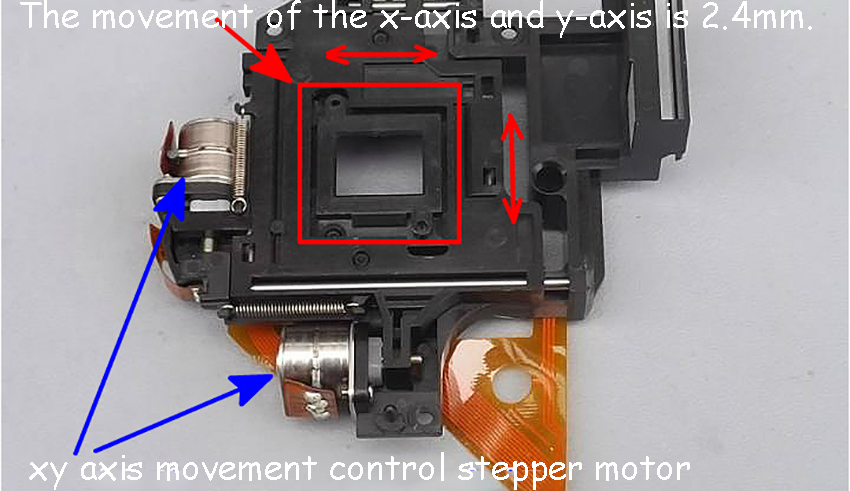 The movement of the x-axis and y-axis is 2.4mm.
xy axis movement control stepper motor